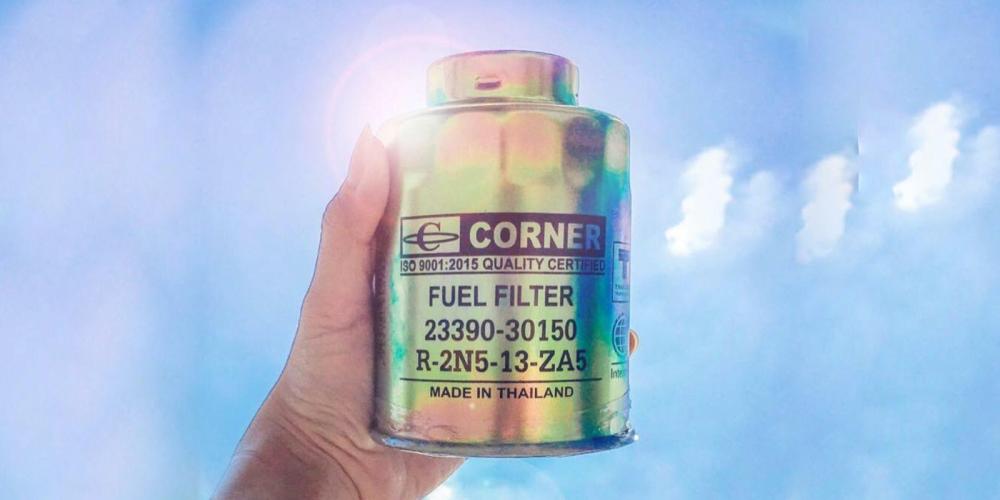 C CORNER
ISO 9001:2015 QUALITY CERTIFIED
FUEL FILTER
23390-30150
R-2N5-13-ZA5
MADE IN THAILAND
T